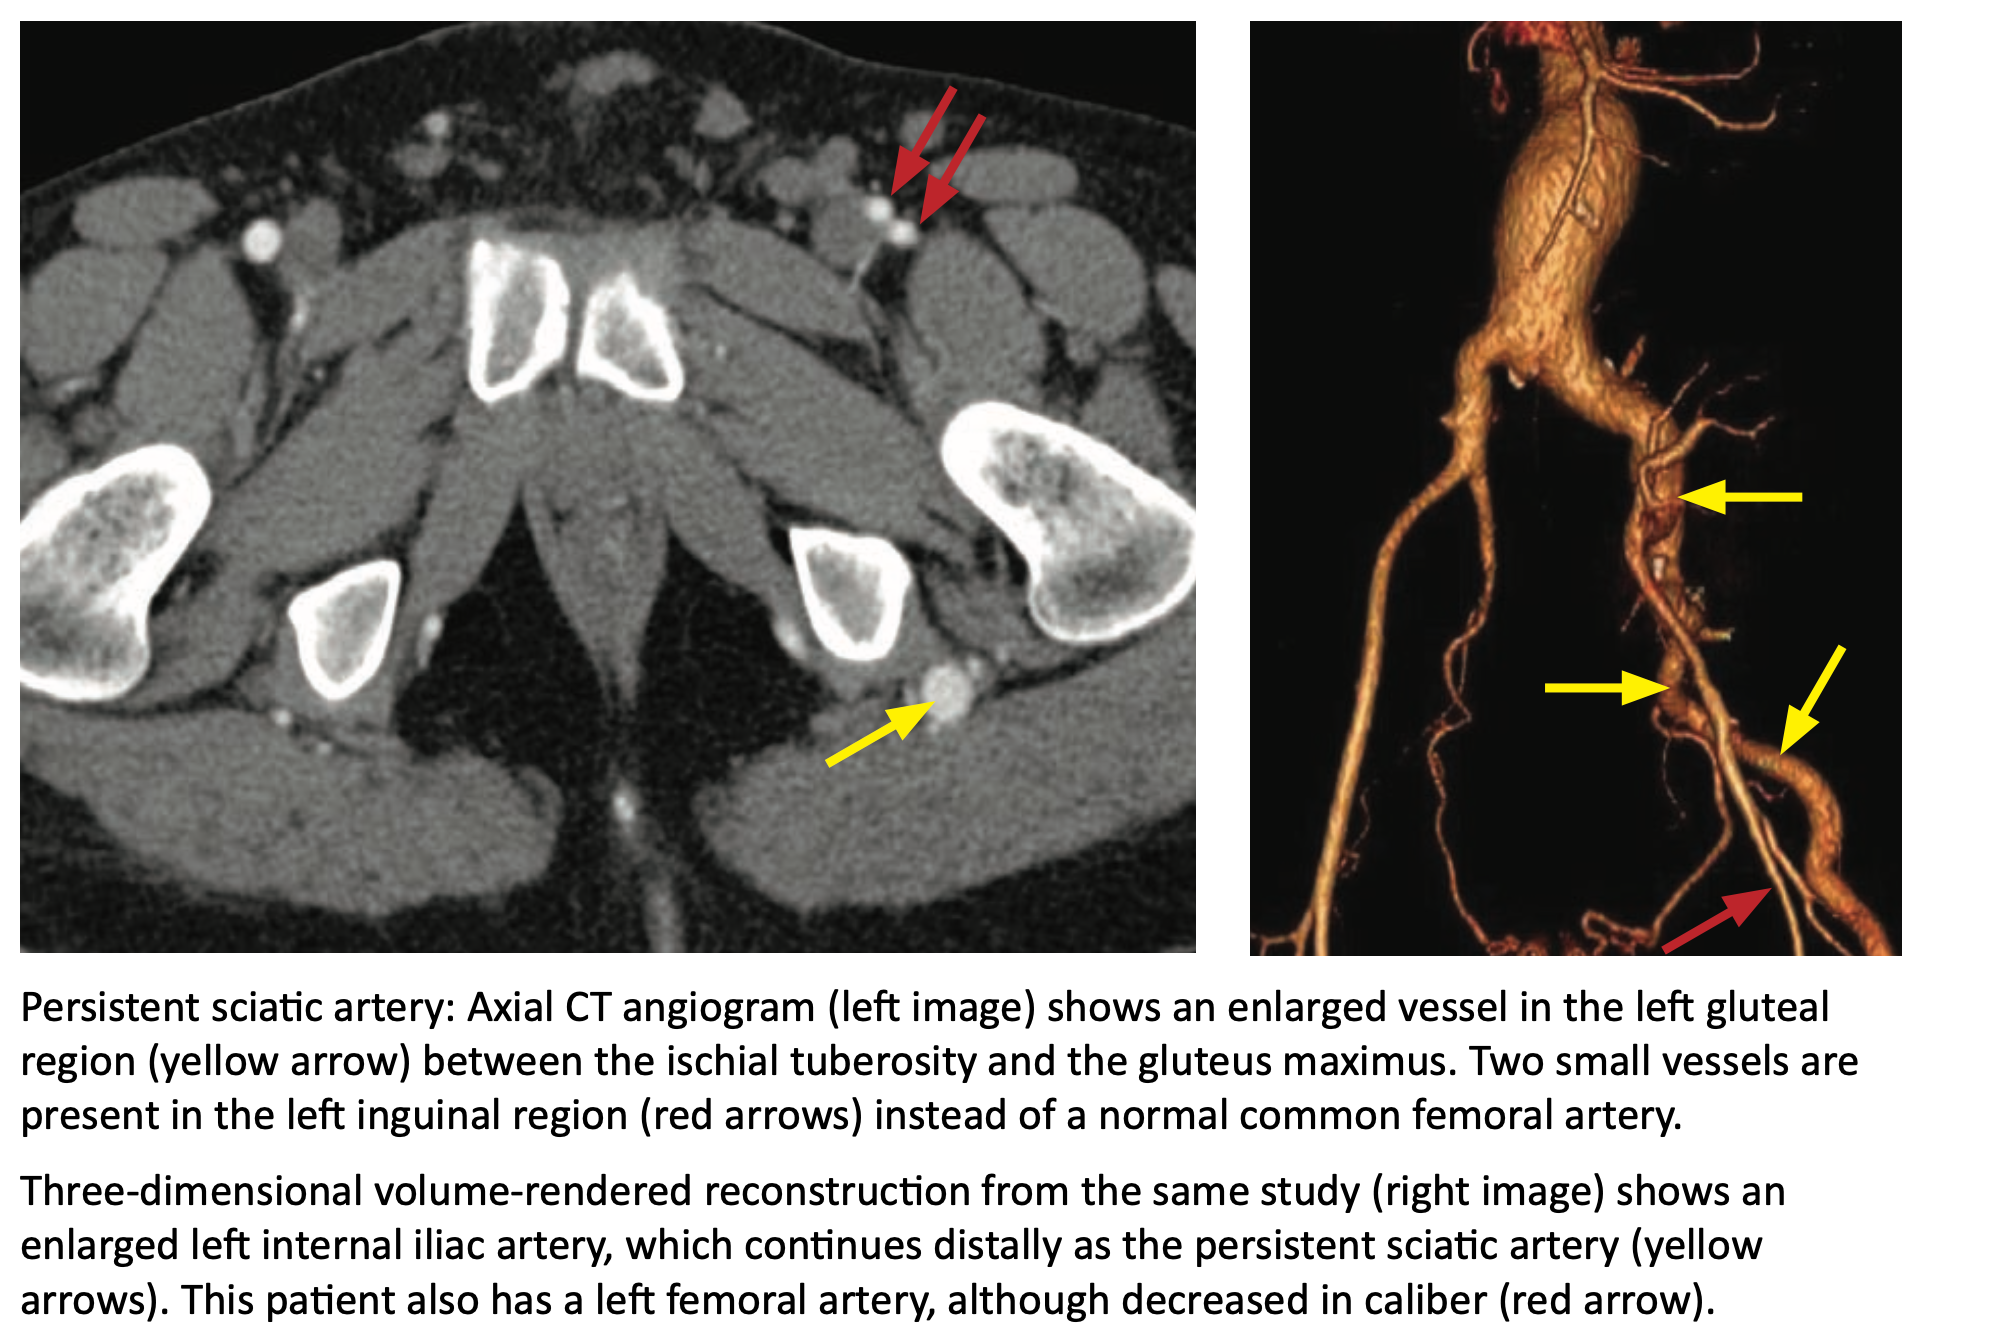 Persistent sciatic artery: Axial CT angiogram (left image) shows an enlarged vessel in the left gluteal
region (yellow arrow) between the ischial tuberosity and the gluteus maximus. Two small vessels are
present in the left inguinal region (red arrows) instead of a normal common femoral artery.
Three-dimensional volume-rendered reconstruction from the same study (right image) shows an
enlarged left internal iliac artery, which continues distally as the persistent sciatic artery (yellow
arrows). This patient also has a left femoral artery, although decreased in caliber (red arrow).